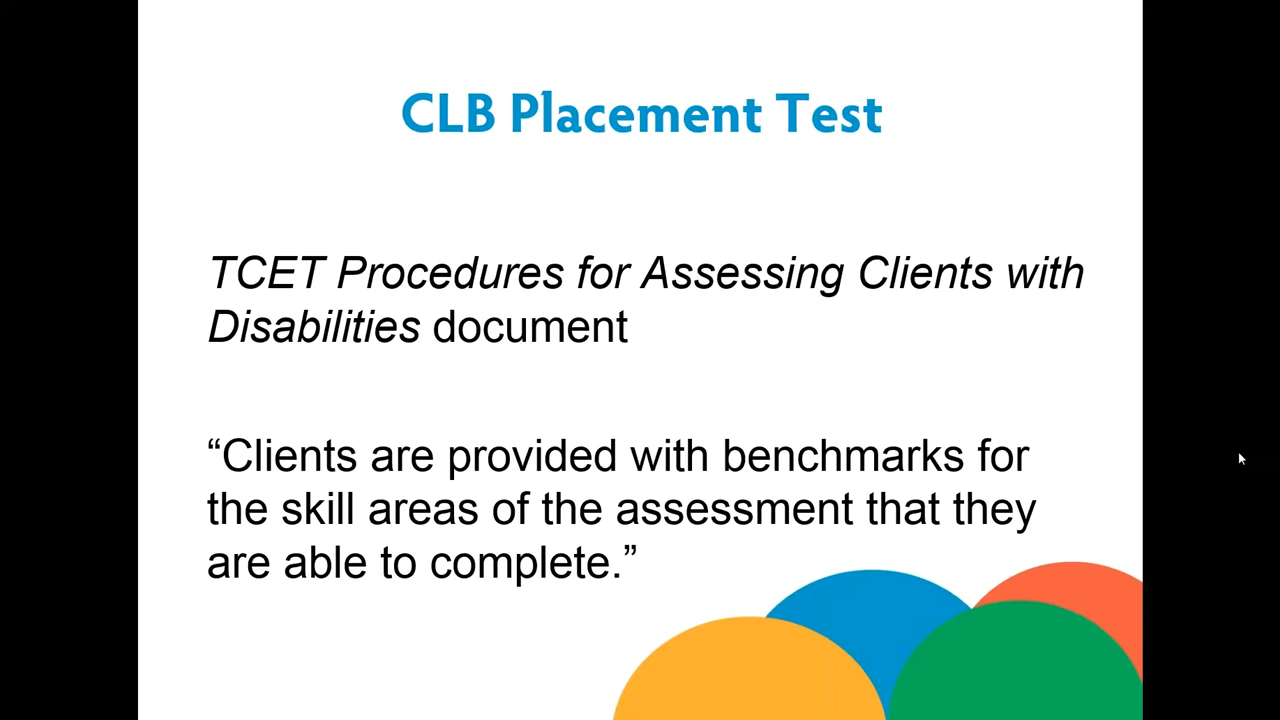 CLB Placement Test
TCET Procedures for Assessing Clients with
Disabilities document
“Clients are provided with benchmarks for
the skill areas of the assessment that they
are able to complete.”